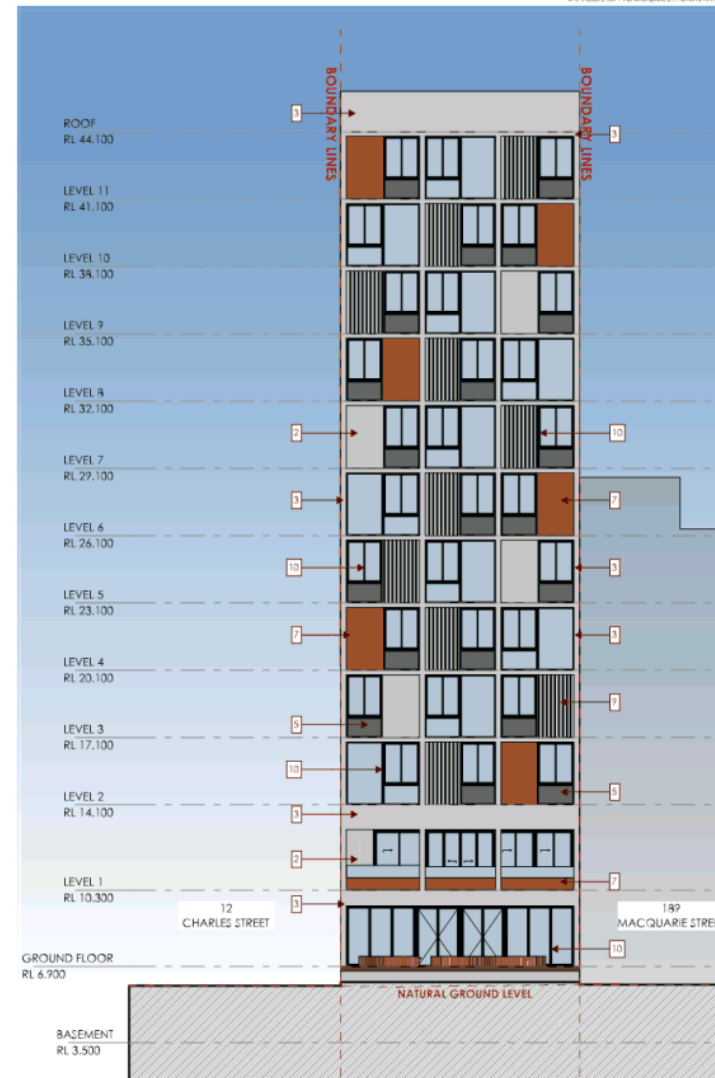 BOUNDARY LINES
BOUNDARY LINES
3
ROOF
RL 44.100
3
LEVEL 11
RL 41.100
LEVEL 10
RL 38.100
LEVEL 9
RL 35.100
LEVEL 8
RL 32.100
2
10
LEVEL 7
RL 29.100
3
7
LEVEL 6
RL 26.100
10
3
LEVEL 5
RL 23.100
7
3
LEVEL 4
RL 20.100
9
5
LEVEL 3
RL 17.100
10
5
LEVEL 2
RL 14.100
3
2
7
LEVEL 1
RL 10.300
3
12
CHARLES STREET
189
MACQUARIE STREE
10
GROUND FLOOR
RL 6.900
NATURAL GROUND LEVEL
BASEMENT
RL 3.500